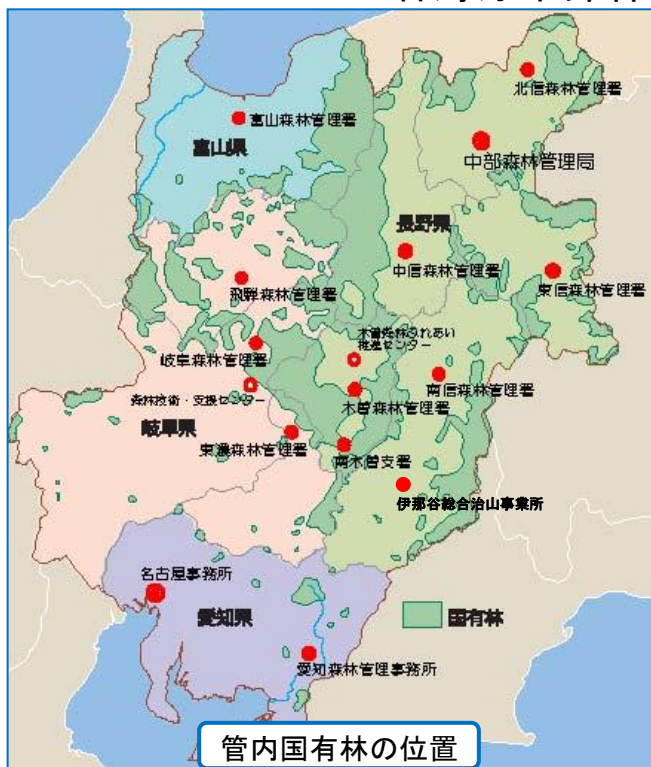 北信森林管理署
富山森林管理署
富山県
中部森林管理局
長野県
中信森林管理署
東信森林管理署
飛騨森林管理署
岐阜森林管理署
木曽森林ふれあい
推進センター
南信森林管理署
森林技術・支援センター
木曽森林管理署
岐阜県
東濃森林管理署
南木曽支署
伊那谷総合治山事業所
名古屋事務所
愛知県
国有林
愛知森林管理事務所
管内国有林の位置